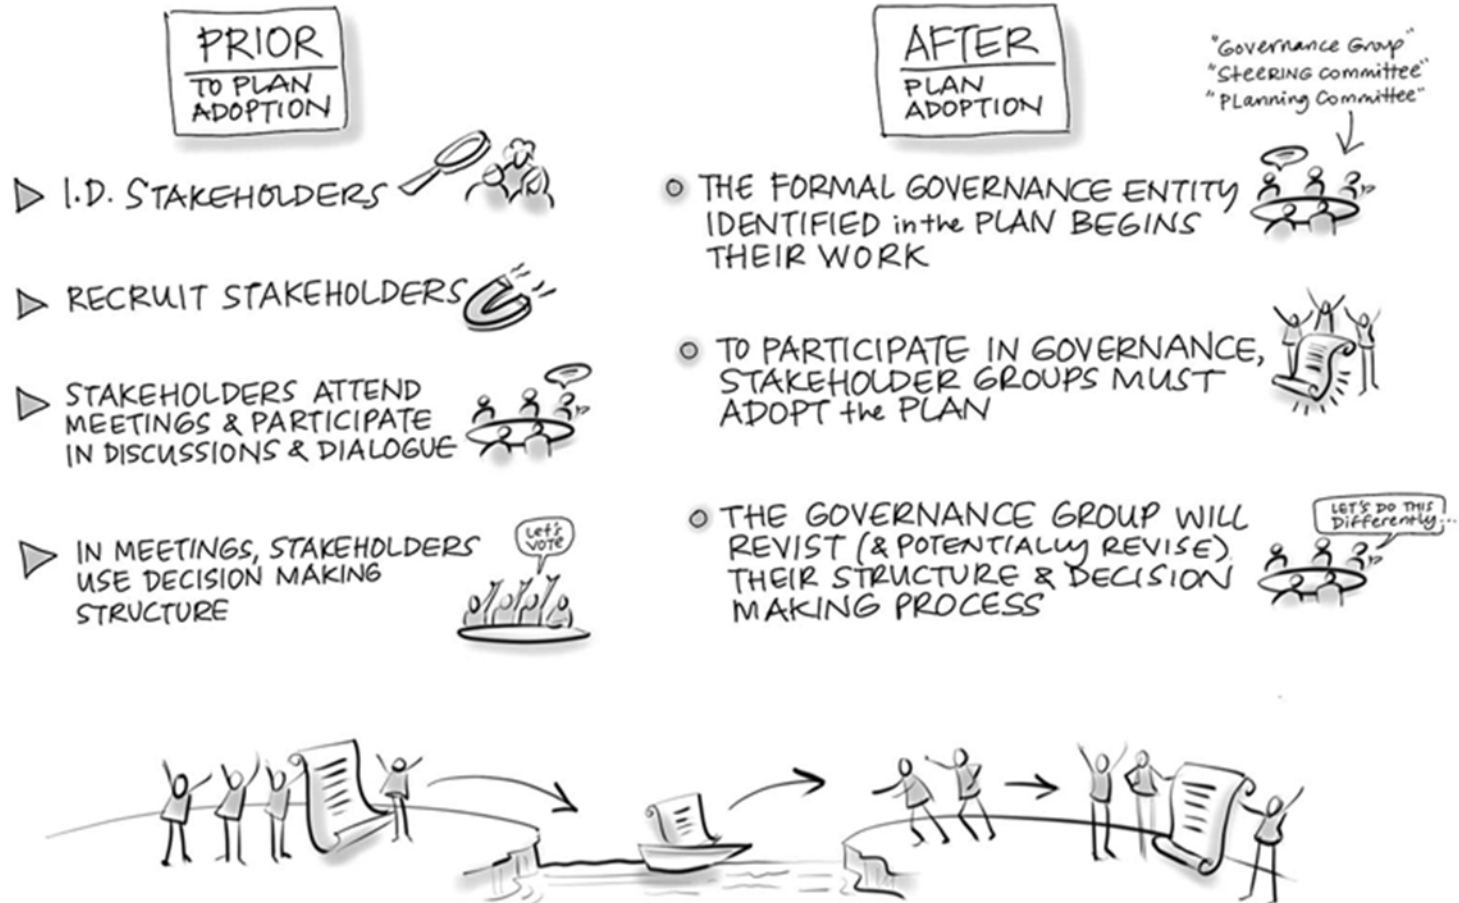 PRIOR
TO PLAN
ADOPTION
I.D. STAKEHOLDERS
RECRUIT STAKEHOLDERS
STAKEHOLDERS ATTEND
MEETINGS & PARTICIPATE
IN DISCUSSIONS & DIALOGUE
IN MEETINGS, STAKEHOLDERS
USE DECISION MAKING
STRUCTURE
LET'S
VOTE
AFTER
PLAN
ADOPTION
"Governance Group"
"STEERING committee"
"PLanning Committee"
THE FORMAL GOVERNANCE ENTITY
IDENTIFIED in the PLAN BEGINS
THEIR WORK
TO PARTICIPATE IN GOVERNANCE,
STAKEHOLDER GROUPS MUST
ADOPT the PLAN
THE GOVERNANCE GROUP WILL
REVIST (& POTENTIALLY REVISE)
THEIR STRUCTURE & DECISION
MAKING PROCESS
LET'S DO THIS
Differently...